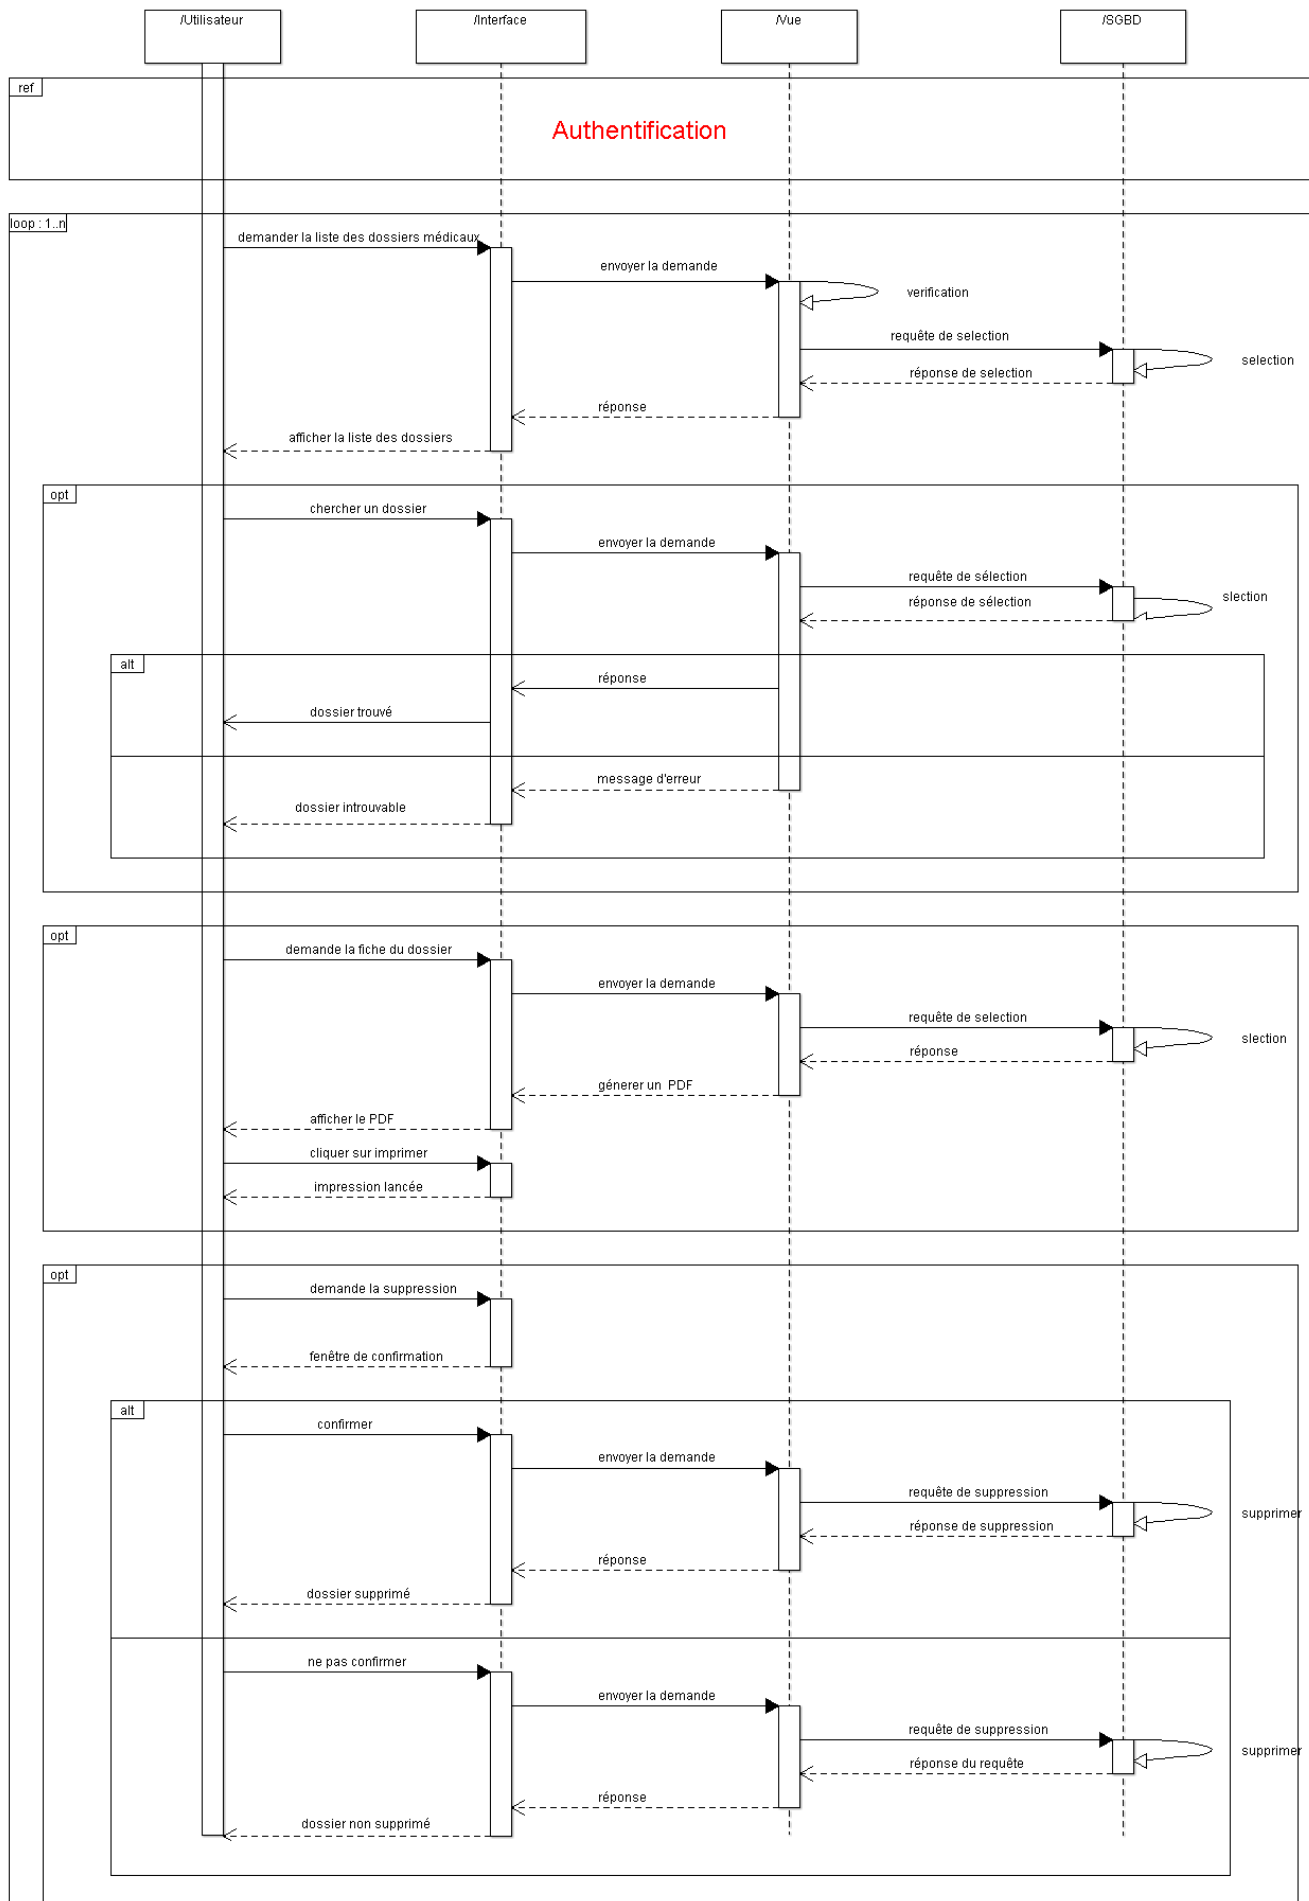 /Utilisateur
/Interface
/Vue
/SGBD
ref
Authentification
loop : 1..n
demander la liste des dossiers médicaux
envoyer la demande
verification
requête de selection
selection
réponse de selection
réponse
afficher la liste des dossiers
opt
chercher un dossier
envoyer la demande
requête de sélection
slection
réponse de sélection
alt
réponse
dossier trouvé
message d'erreur
dossier introuvable
opt
demande la fiche du dossier
envoyer la demande
requête de selection
slection
réponse
génerer un PDF
afficher le PDF
cliquer sur imprimer
impression lancée
opt
demande la suppression
fenêtre de confirmation
alt
confirmer
envoyer la demande
requête de suppression
supprimer
réponse de suppression
réponse
dossier supprimé
ne pas confirmer
envoyer la demande
requête de suppression
supprimer
réponse du requête
réponse
dossier non supprimé